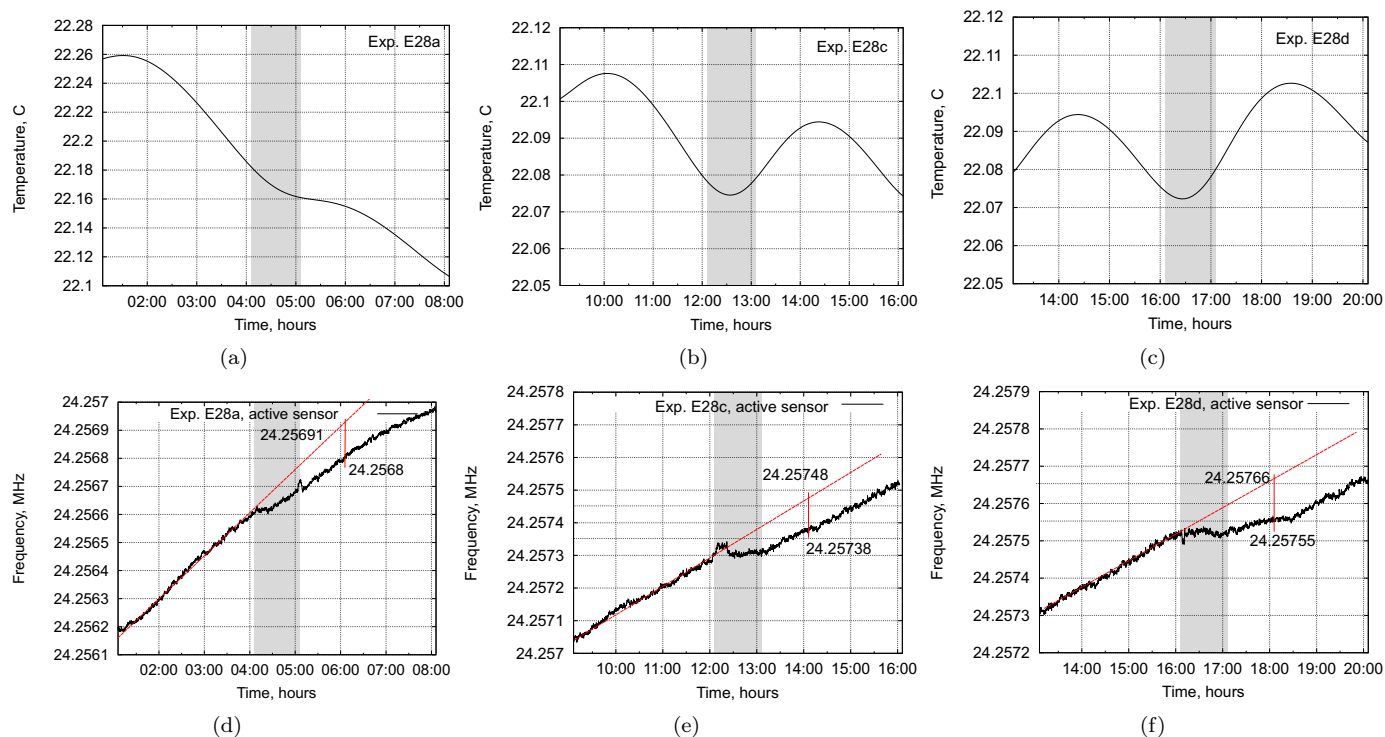 Exp. E28a
22.28
22.26
22.24
22.22
22.2
22.18
22.16
22.14
22.12
22.1
Temperature, C
02:00 03:00 04:00 05:00 06:00 07:00 08:00
Time, hours
(a)
Exp. E28c
22.12
22.11
22.1
22.09
22.08
22.07
22.06
22.05
Temperature, C
10:00 11:00 12:00 13:00 14:00 15:00 16:00
Time, hours
(b)
Exp. E28d
22.12
22.11
22.1
22.09
22.08
22.07
22.06
22.05
Temperature, C
14:00 15:00 16:00 17:00 18:00 19:00 20:00
Time, hours
(c)
Exp. E28a, active sensor
24.257
24.2569
24.2568
24.2567
24.2566
24.2565
24.2564
24.2563
24.2562
24.2561
Frequency, MHz
24.25691
24.2568
02:00 03:00 04:00 05:00 06:00 07:00 08:00
Time, hours
(d)
Exp. E28c, active sensor
24.2578
24.2577
24.2576
24.2575
24.2574
24.2573
24.2572
24.2571
24.257
Frequency, MHz
24.25748
24.25738
10:00 11:00 12:00 13:00 14:00 15:00 16:00
Time, hours
(e)
Exp. E28d, active sensor
24.2579
24.2578
24.2577
24.2576
24.2575
24.2574
24.2573
24.2572
Frequency, MHz
24.25766
24.25755
14:00 15:00 16:00 17:00 18:00 19:00 20:00
Time, hours
(f)